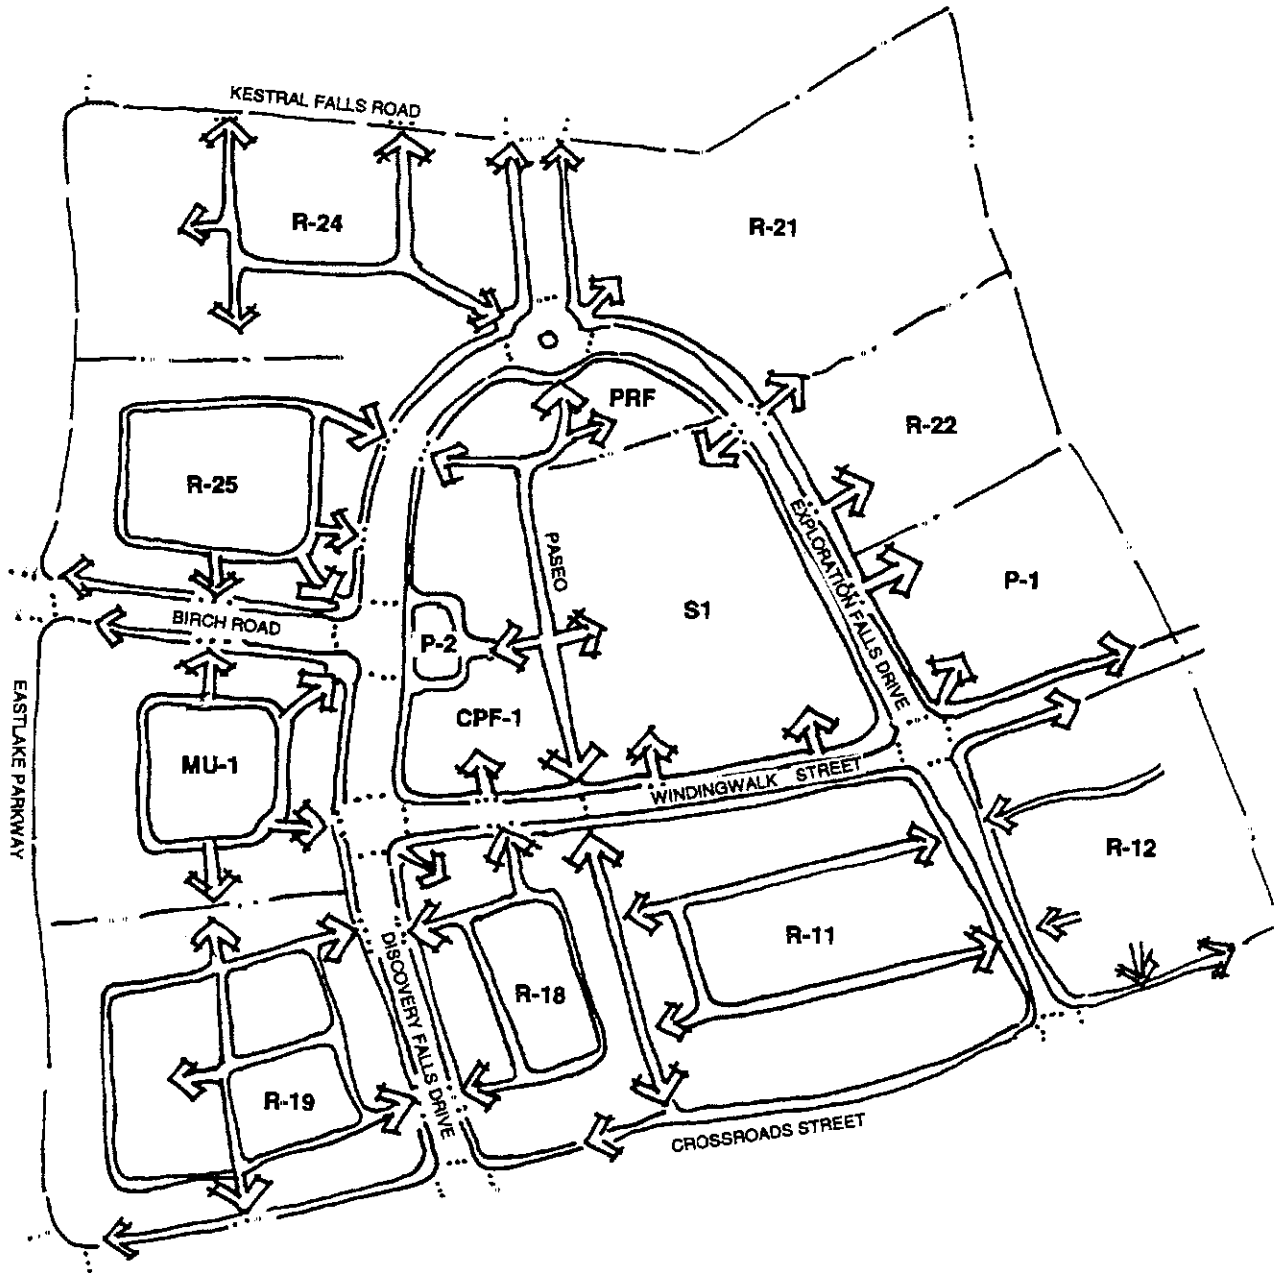 KESTRAL FALLS ROAD
R-24
R-21
PRF
R-22
R-25
PASEO
EXPLORATION FALLS DRIVE
P-1
S1
BIRCH ROAD
P-2
EASTLAKE PARKWAY
CPF-1
MU-1
WINDINGWALK STREET
R-12
R-11
DISCOVERY FALLS DRIVE
R-18
R-19
CROSSROADS STREET